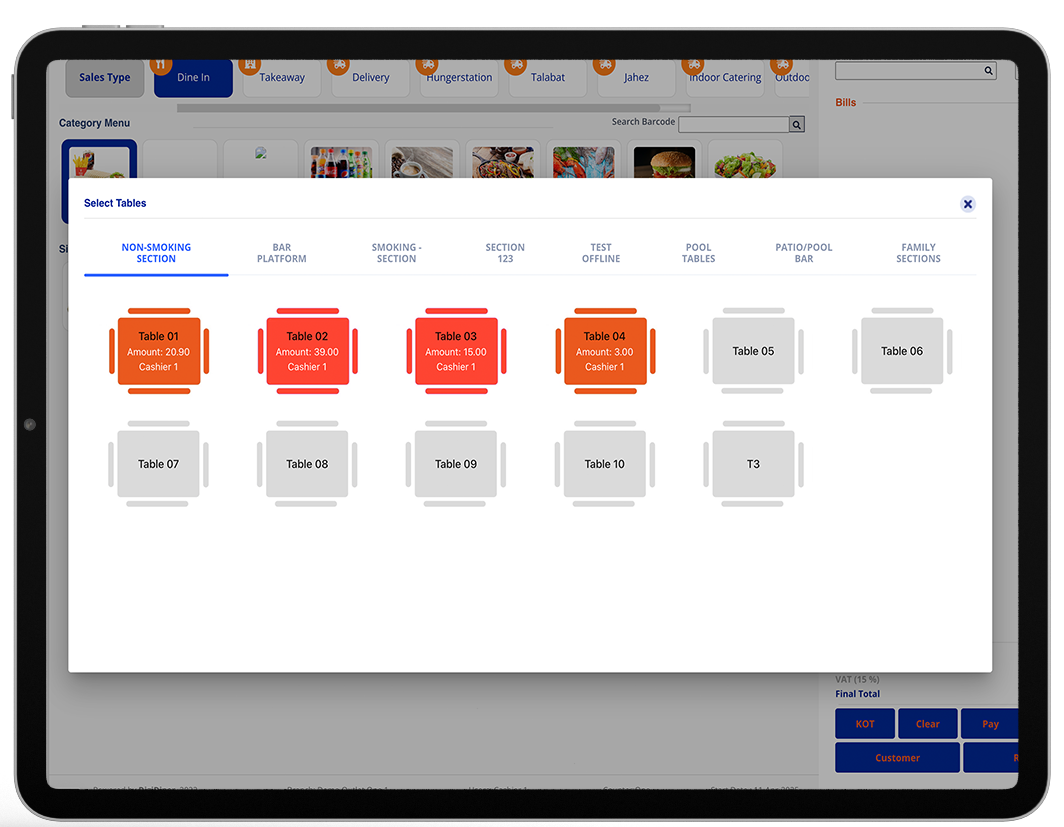 Sales Type
Dine In
Takeaway
Delivery
Hungerstation
Talabat
Jahez
Indoor Catering
Outdoo
Category Menu
Search Barcode
Bills
Select Tables
NON-SMOKING
SECTION
BAR
PLATFORM
SMOKING -
SECTION
SECTION
123
TEST
OFFLINE
POOL
TABLES
PATIO/POOL
BAR
FAMILY
SECTIONS
Si
Table 01
Amount: 20.90
Cashier 1
Table 02
Amount: 39.00
Cashier 1
Table 03
Amount: 15.00
Cashier 1
Table 04
Amount: 3.00
Cashier 1
Table 05
Table 06
Table 07
Table 08
Table 09
Table 10
T3
VAT (15 %)
Final Total
KOT
Clear
Pay
Customer
R